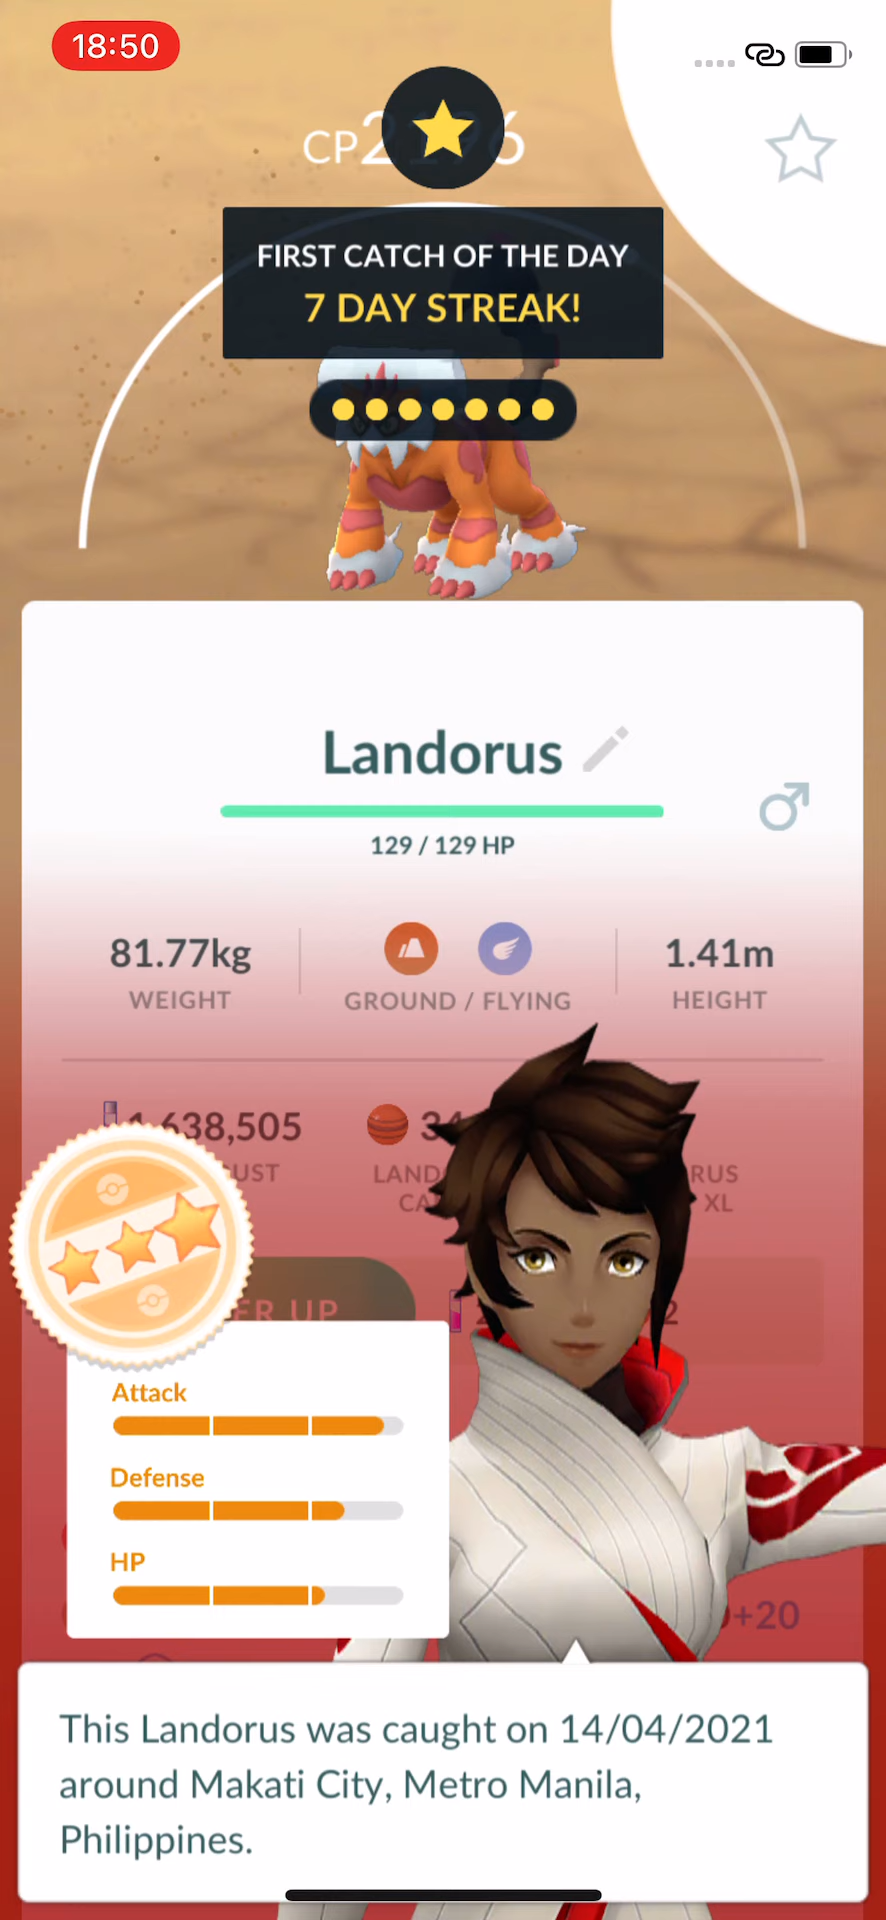 18:50
CP
FIRST CATCH OF THE DAY
7 DAY STREAK!
Landorus
129 / 129 HP
81.77kg
WEIGHT
GROUND / FLYING
1.41m
HEIGHT
1,638,505
Attack
Defense
HP
+20
This Landorus was caught on 14/04/2021
around Makati City, Metro Manila,
Philippines.